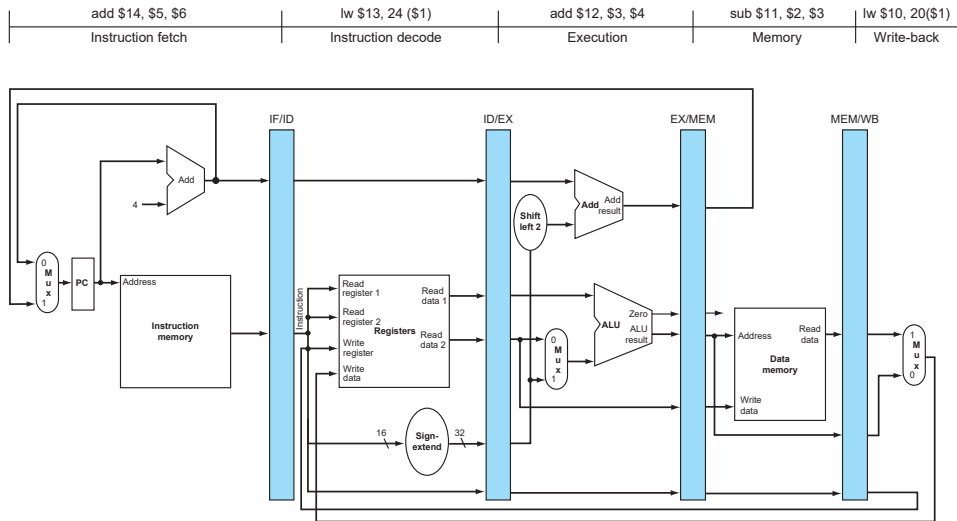 add $14, $5, $6
lw $13, 24 ($1)
add $12, $3, $4
sub $11, $2, $3
lw $10, 20($1)
Instruction fetch
Instruction decode
Execution
Memory
Write-back
IF/ID
ID/EX
EX/MEM
MEM/WB
Add
4
Shift
left 2
Add
Add
result
0
M
u
x
1
PC
Address
Instruction
memory
Instruction
Read
register 1
Read
register 2
Write
register
Write
data
Registers
Read
data 1
Read
data 2
16
Sign-
extend
32
0
M
u
x
1
ALU
Zero
ALU
result
Address
Read
data
Data
memory
Write
data
1
M
u
x
0